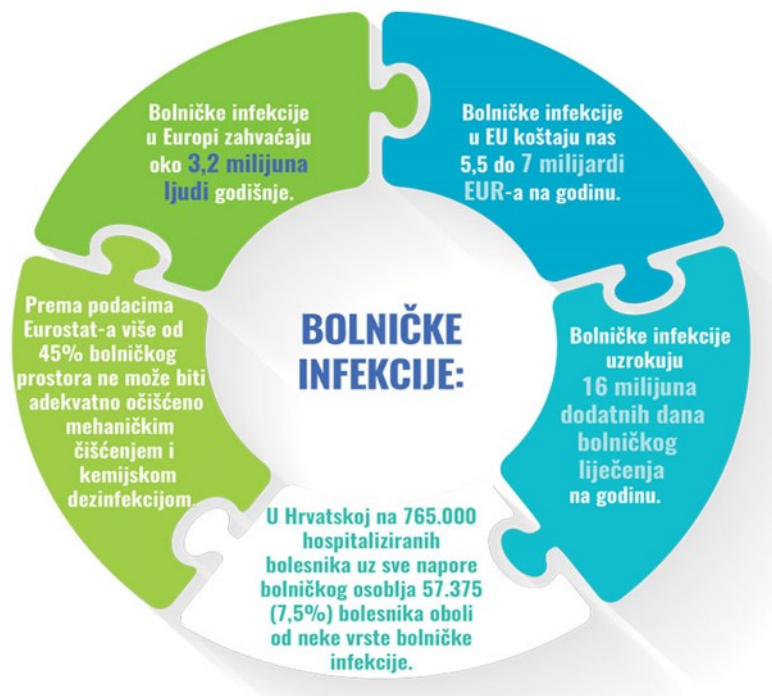 Bolničke infekcije
u Europi zahvaćaju
oko 3,2 milijuna
ljudi godišnje.
Bolničke infekcije
u EU koštaju nas
5,5 do 7 milijardi
EUR-a na godinu.
Bolničke infekcije
uzrokuju
16 milijuna
dodatnih dana
bolničkog
liječenja
na godinu.
U Hrvatskoj na 765.000
hospitaliziranih
bolesnika uz sve napore
bolničkog osoblja 57.375
(7,5%) bolesnika oboli
od neke vrste bolničke
infekcije.
Prema podacima
Eurostat-a više od
45% bolničkog
prostora ne može biti
adekvatno očišćeno
mehaničkim
čišćenjem i
kemijskom
dezinfekcijom.
BOLNIČKE
INFEKCIJE: